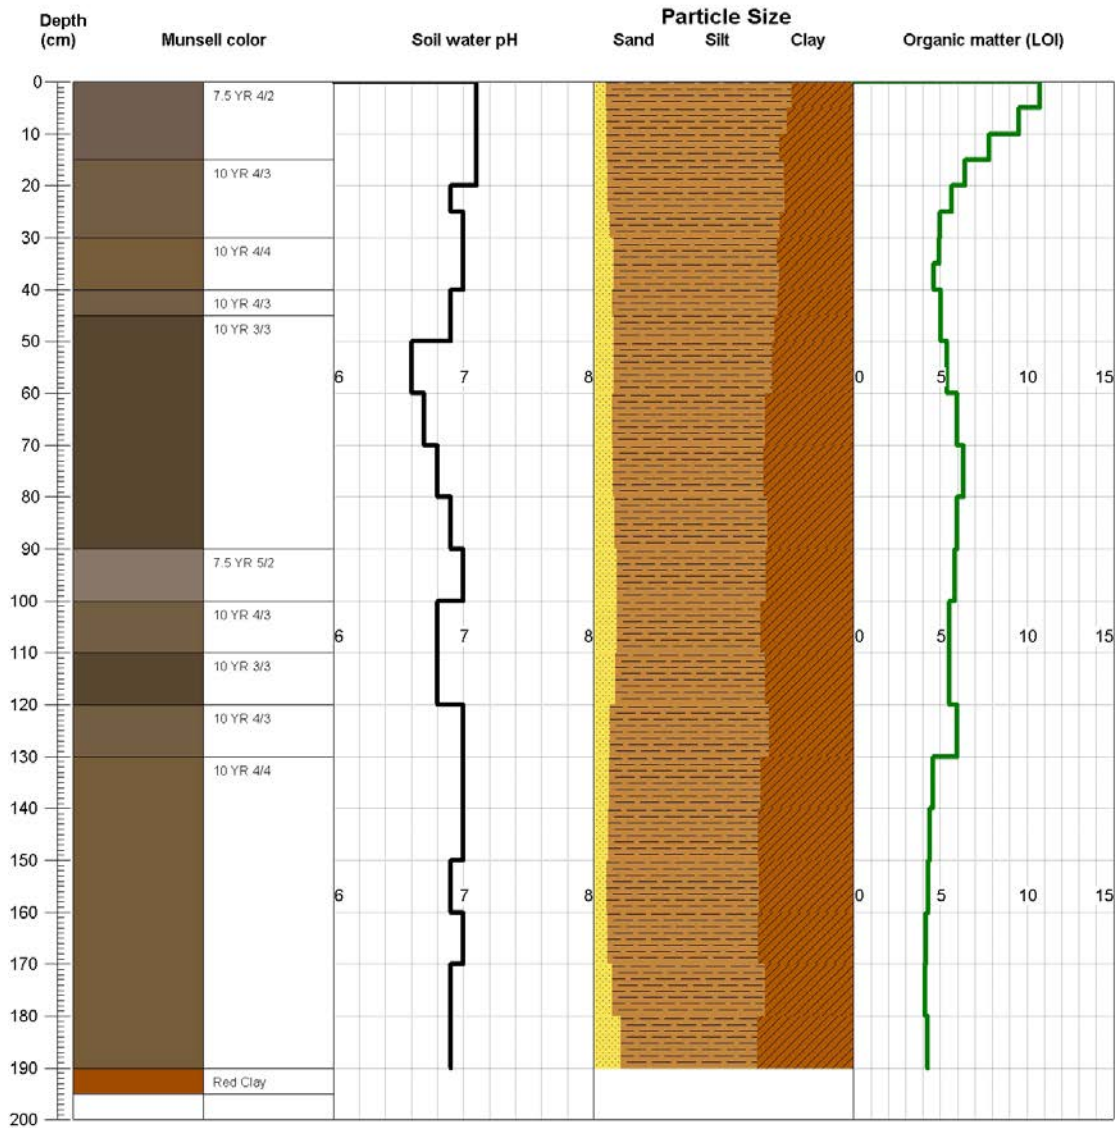 Particle Size
Depth (cm) Munsell color Soil water pH Sand Silt Clay Organic matter (LOI)
0
7.5 YR 4/2
10
10 YR 4/3
20
30
10 YR 4/4
40
10 YR 4/3
10 YR 3/3
50
6 7 8 0 5 10 15
60
70
80
90
7.5 YR 5/2
100
10 YR 4/3
6 7 8 0 5 10 15
110
10 YR 3/3
120
10 YR 4/3
130
10 YR 4/4
140
150
6 7 8 0 5 10 15
160
170
180
190
Red Clay
200